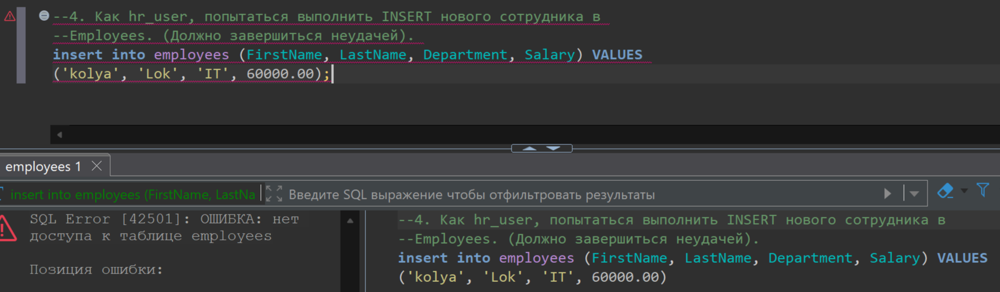 --4. Как hr_user, попытаться выполнить INSERT нового сотрудника в
--Employees. (Должно завершиться неудачей).
insert into employees (FirstName, LastName, Department, Salary) VALUES
('kolya', 'Lok', 'IT', 60000.00);
employees 1
insert into employees (FirstName, LastNa
Введите SQL выражение чтобы отфильтровать результаты
SQL Error [42501]: ОШИБКА: нет
доступа к таблице employees
Позиция ошибки:
--4. Как hr_user, попытаться выполнить INSERT нового сотрудника в
--Employees. (Должно завершиться неудачей).
insert into employees (FirstName, LastName, Department, Salary) VALUES
('kolya', 'Lok', 'IT', 60000.00)